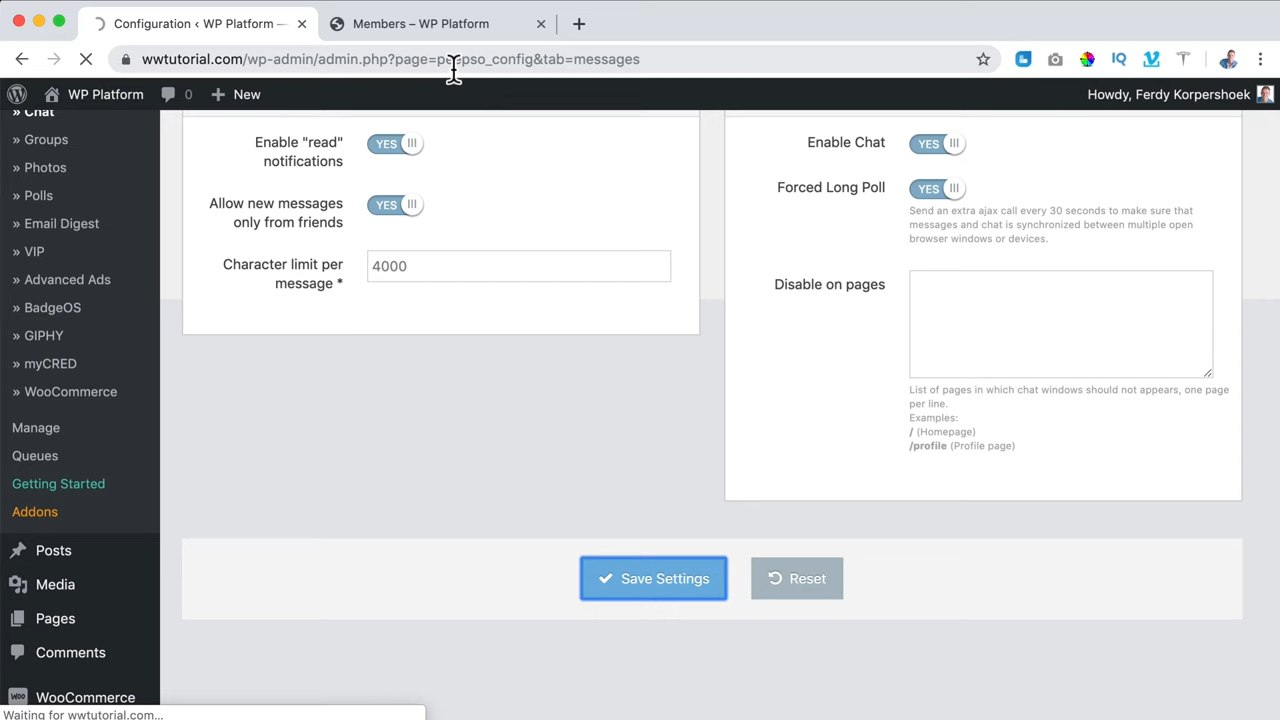 Configuration ‹ WP Platform —
Members – WP Platform
wwtutorial.com/wp-admin/admin.php?page=peepso_config&tab=messages
WP Platform
0
New
Howdy, Ferdy Korpershoek
» Chat
» Groups
» Photos
» Polls
» Email Digest
» VIP
» Advanced Ads
» BadgeOS
» GIPHY
» myCRED
» WooCommerce
Manage
Queues
Getting Started
Addons
Posts
Media
Pages
Comments
WooCommerce
Enable "read"
notifications
YES
Allow new messages
only from friends
YES
Character limit per
message *
4000
Enable Chat
YES
Forced Long Poll
YES
Send an extra ajax call every 30 seconds to make sure that
messages and chat is synchronized between multiple open
browser windows or devices.
Disable on pages
List of pages in which chat windows should not appears, one page
per line.
Examples:
/ (Homepage)
/profile (Profile page)
Save Settings
Reset
Waiting for wwtutorial.com...